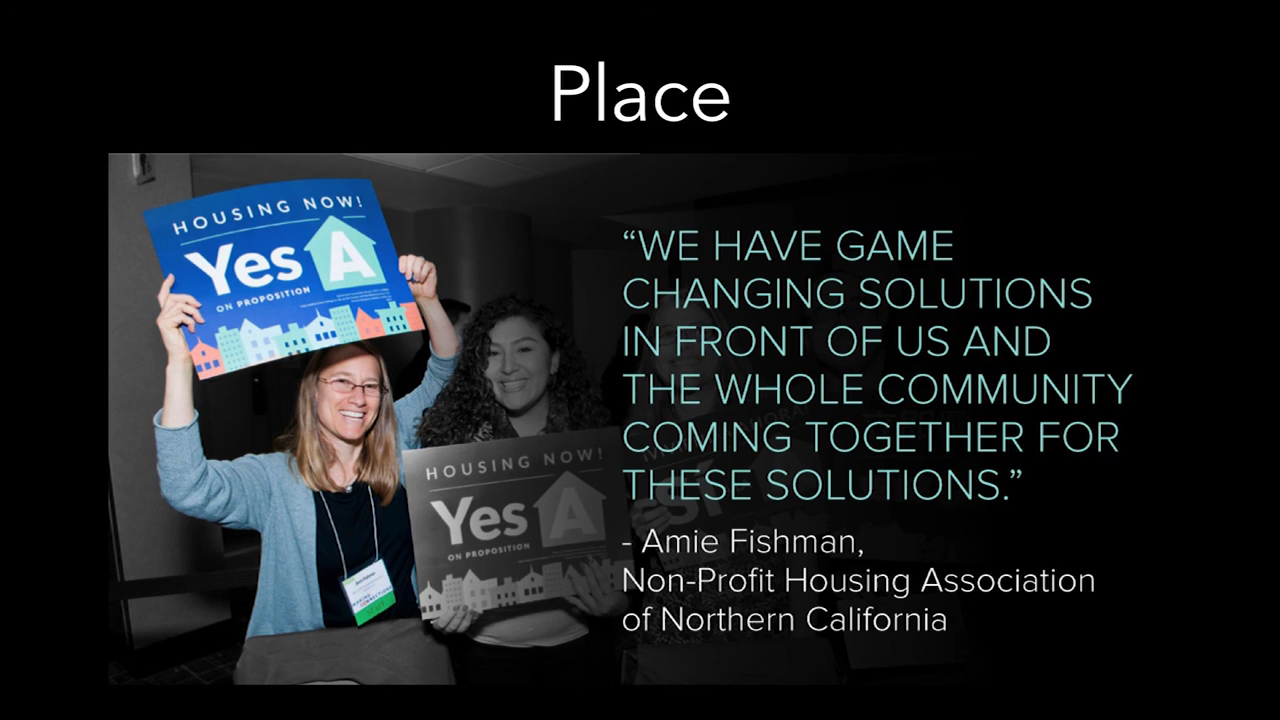 Place
HOUSING NOW!
Yes A
ON PROPOSITION
HOUSING NOW!
Yes A
ON PROPOSITION
“WE HAVE GAME
CHANGING SOLUTIONS
IN FRONT OF US AND
THE WHOLE COMMUNITY
COMING TOGETHER FOR
THESE SOLUTIONS.”
- Amie Fishman,
Non-Profit Housing Association
of Northern California